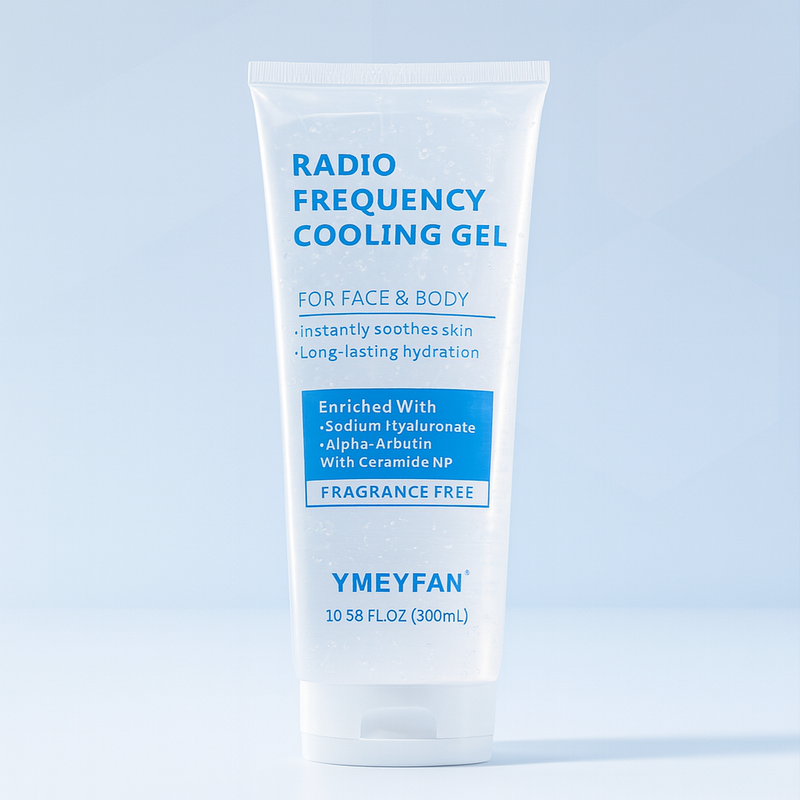 RADIO
FREQUENCY
COOLING GEL
FOR FACE & BODY
·instantly soothes skin
·Long-lasting hydration
Enriched With
·Sodium Hyaluronate
·Alpha-Arbutin
With Ceramide NP
FRAGRANCE FREE
YMEYFAN®
10 58 FL.OZ (300mL)